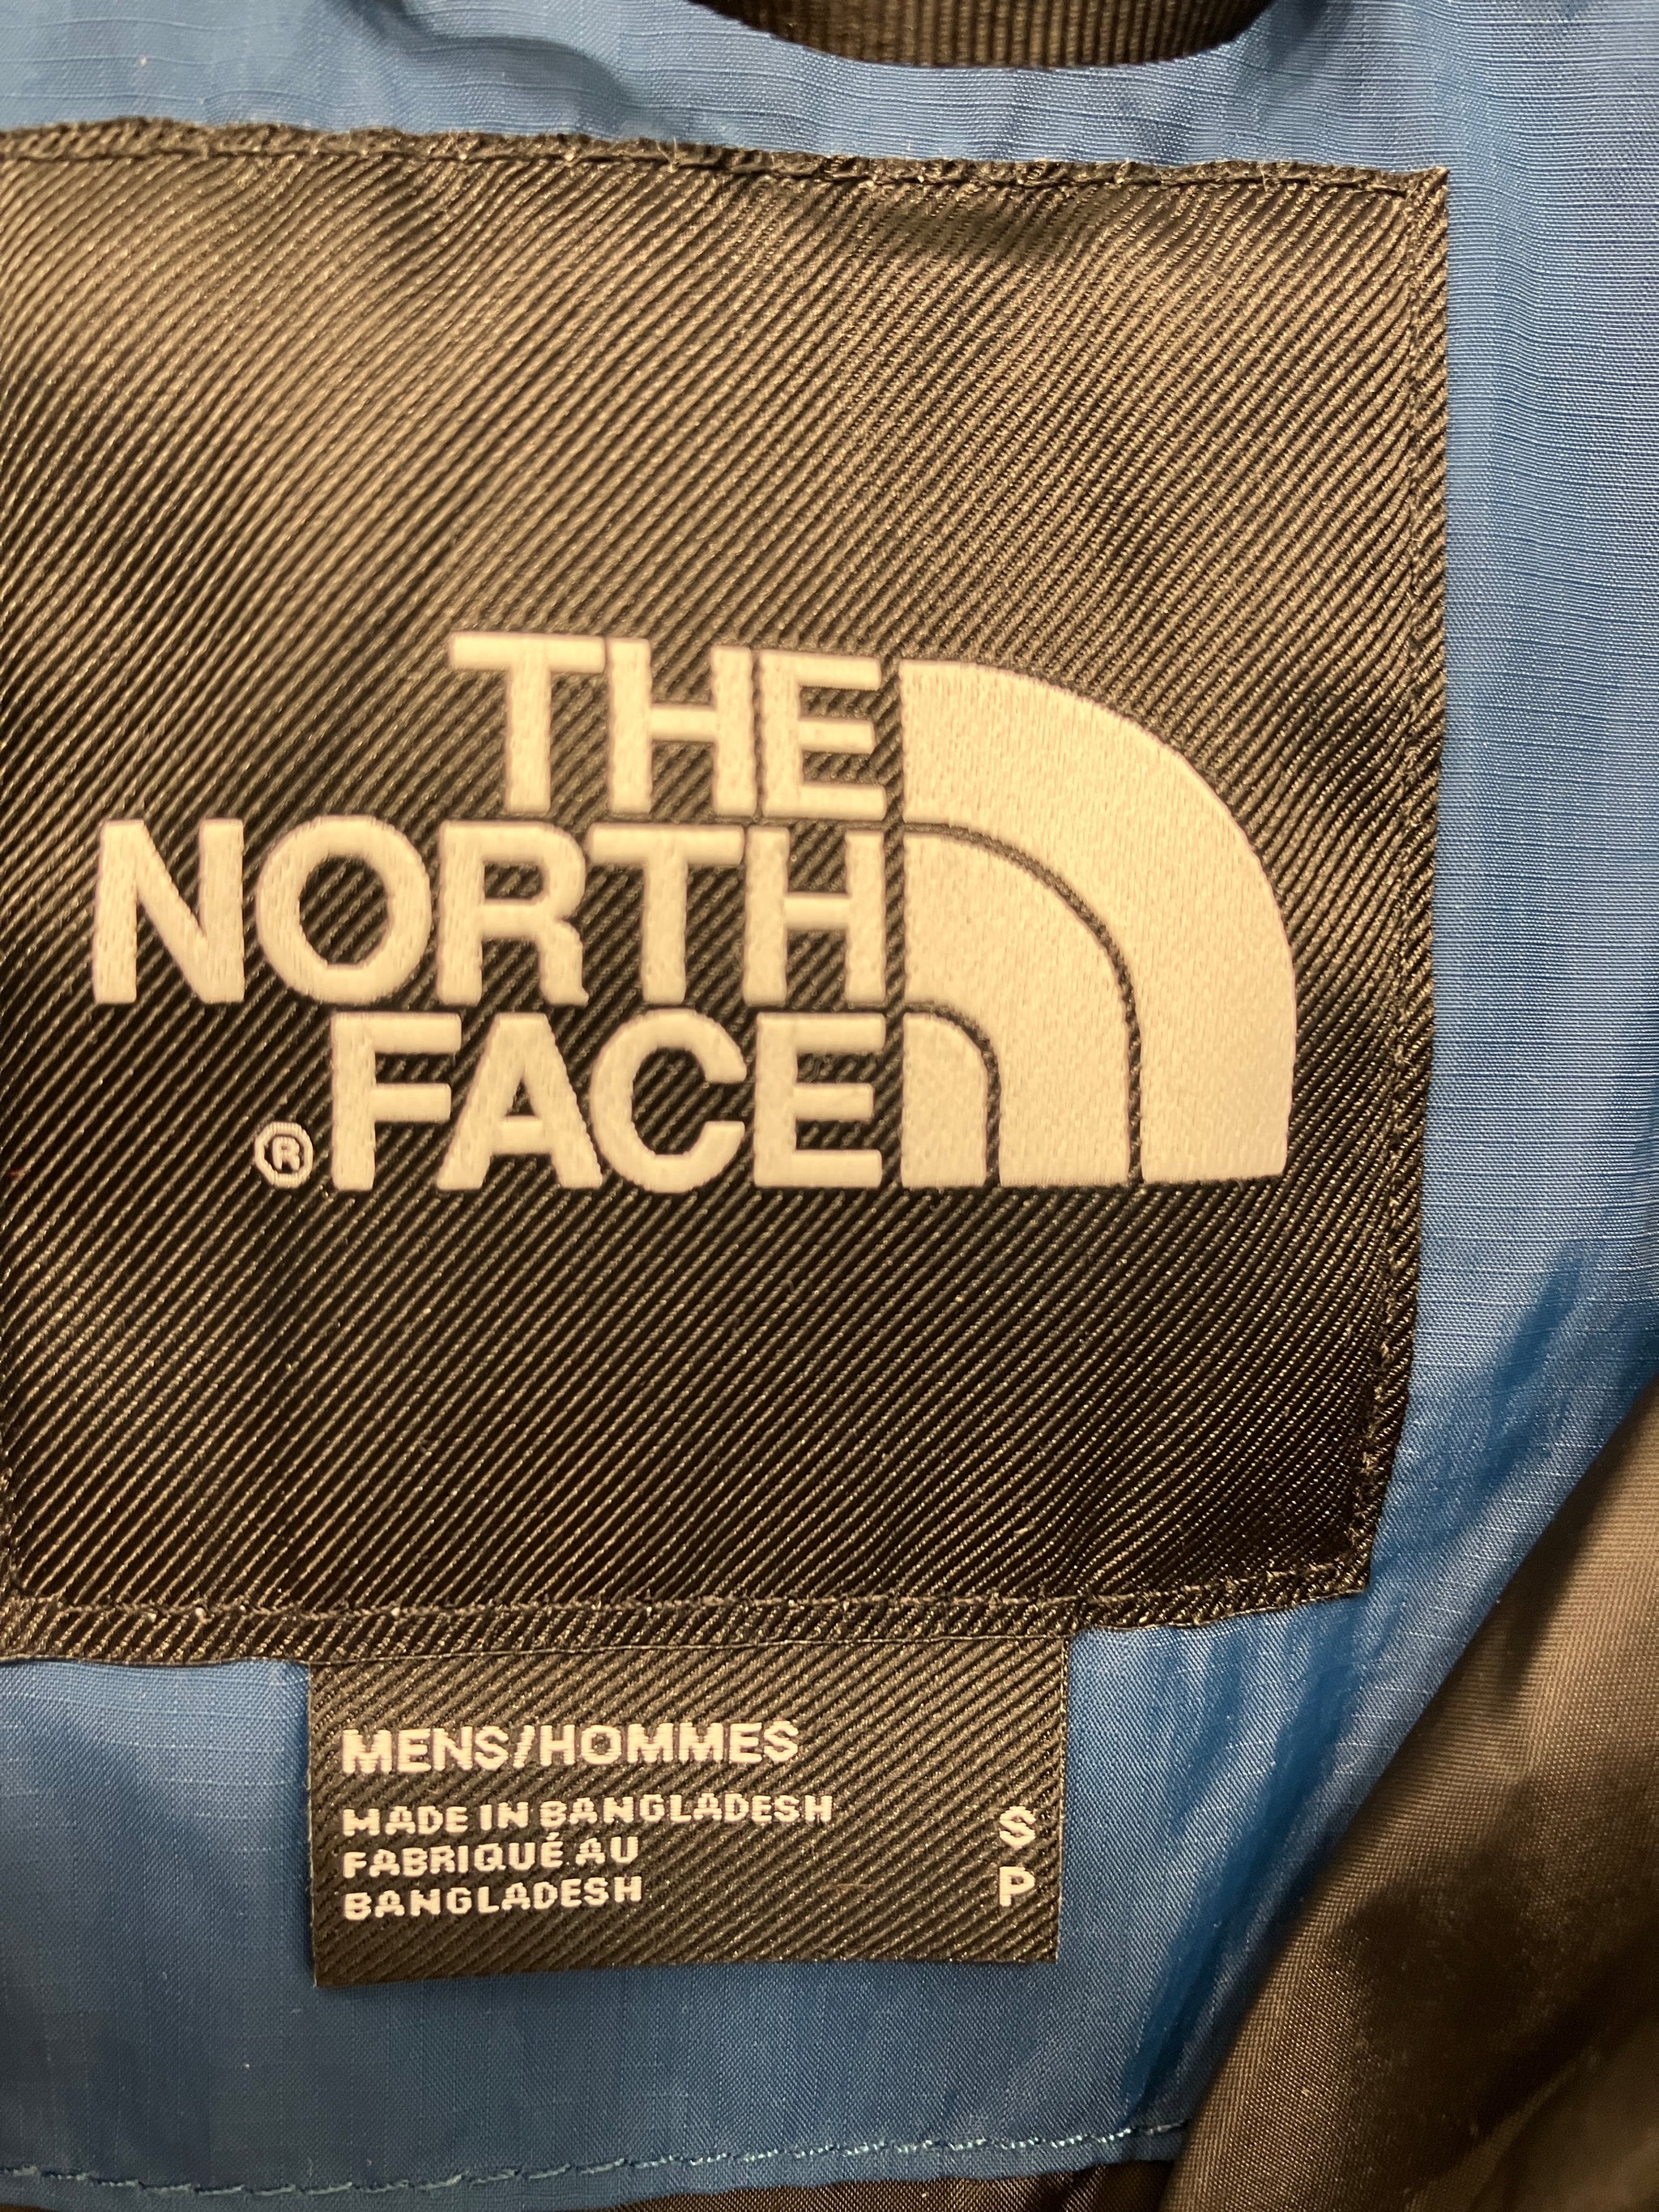 THE
NORTH
® FACE
MENS/HOMMES
MADE IN BANGLADESH S
FABRIQUÉ AU
BANGLADESH P